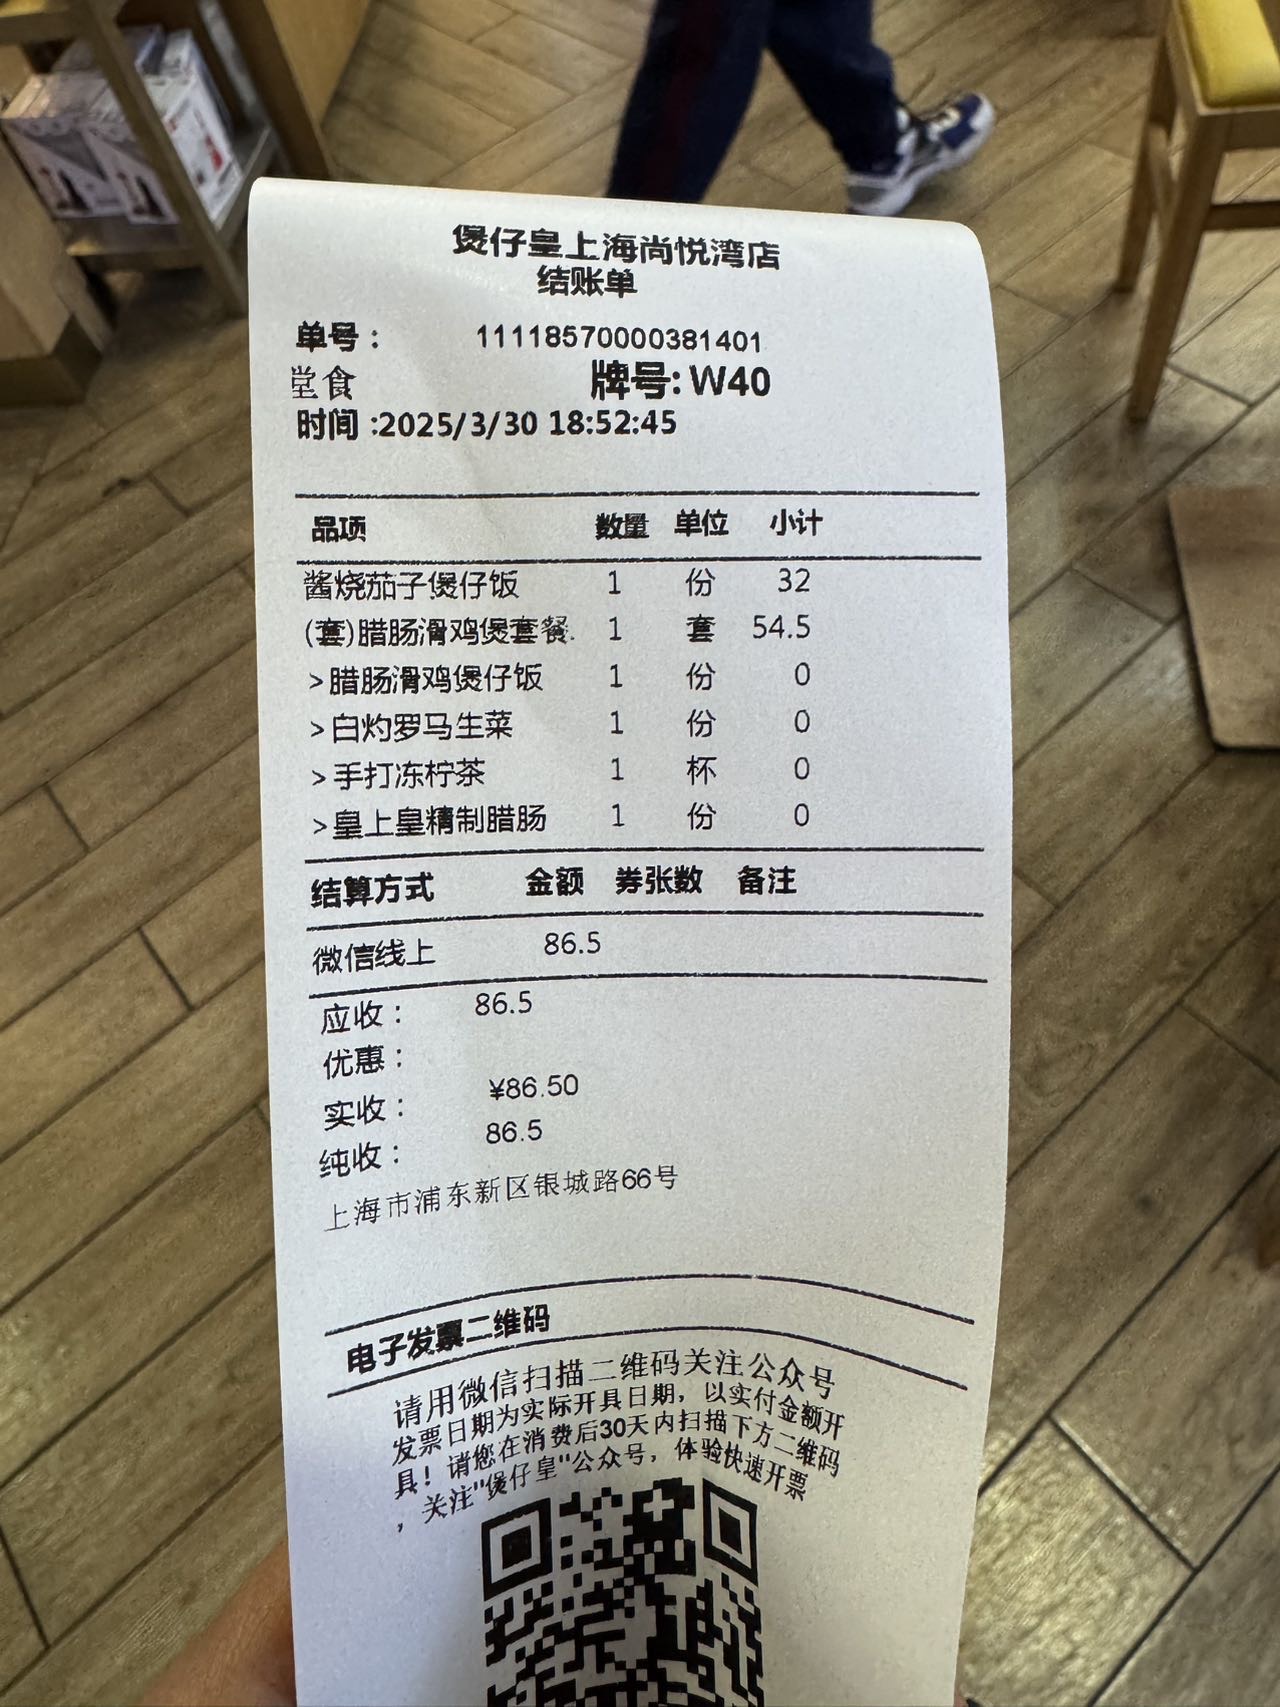 煲仔皇上海尚悦湾店
结账单
单号： 11118570000381401
堂食 牌号: W40
时间 :2025/3/30 18:52:45
品项 数量 单位 小计
酱烧茄子煲仔饭 1 份 32
(套)腊肠滑鸡煲套餐. 1 套 54.5
>腊肠滑鸡煲仔饭 1 份 0
>白灼罗马生菜 1 份 0
>手打冻柠茶 1 杯 0
>皇上皇精制腊肠 1 份 0
结算方式 金额 券张数 备注
微信线上 86.5
应收： 86.5
优惠：
实收： ¥86.50
纯收： 86.5
上海市浦东新区银城路66号
电子发票二维码
请用微信扫描二维码关注公众号
发票日期为实际开具日期，以实付金额开
具！请您在消费后30天内扫描下方二维码
，关注"煲仔皇"公众号，体验快速开票